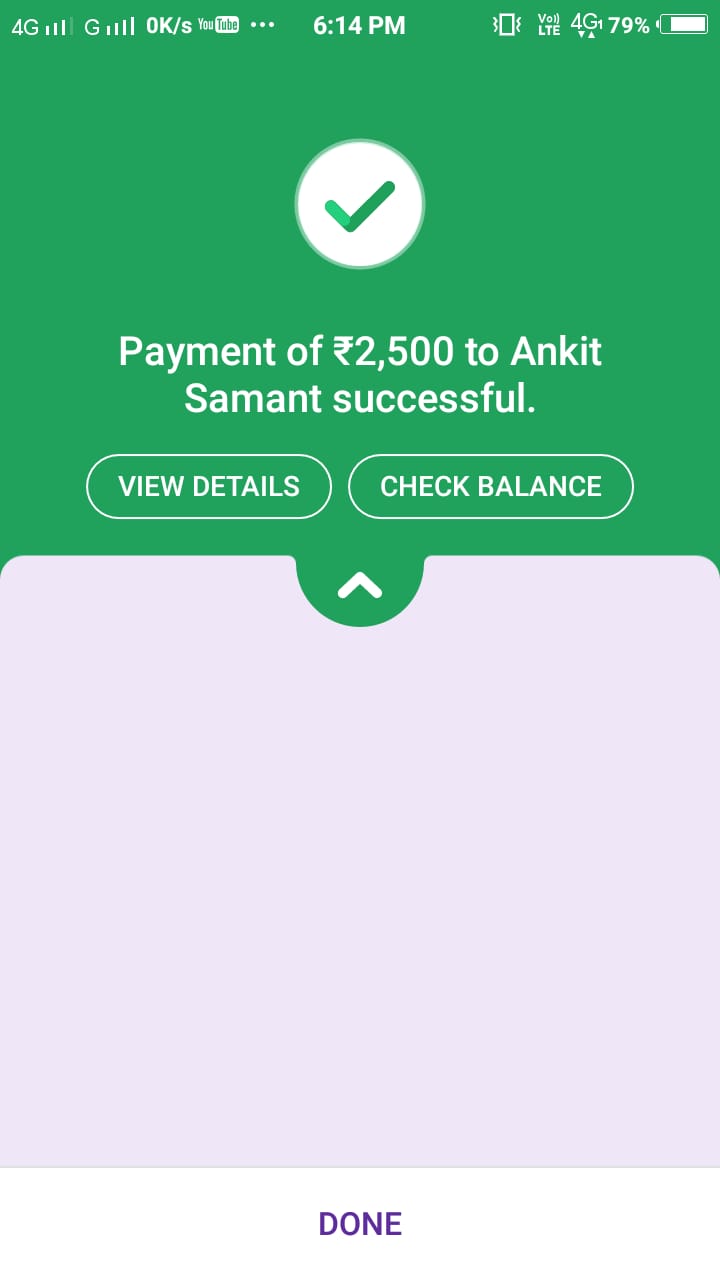 4G G 0K/s YouTube ••• 6:14 PM Vo)) LTE 4G1 79%
Payment of ₹2,500 to Ankit
Samant successful.
VIEW DETAILS CHECK BALANCE
DONE